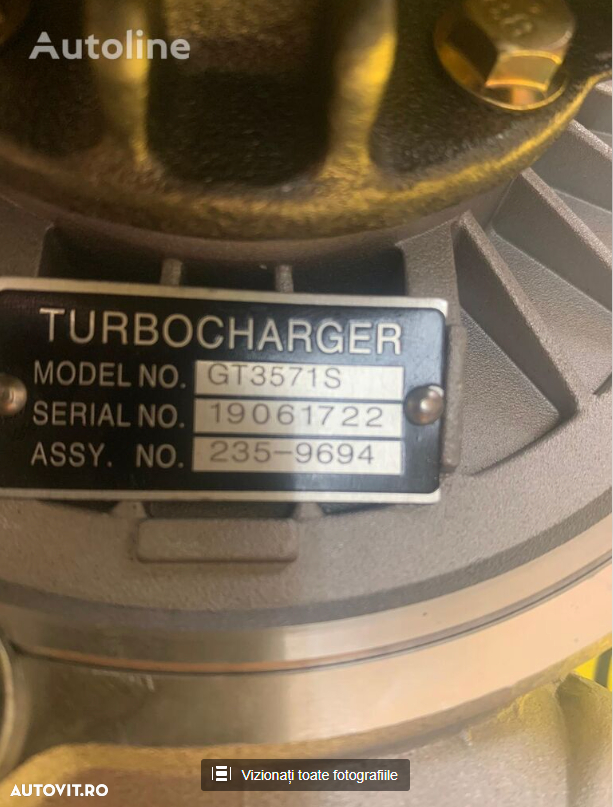 Autoline
TURBOCHARGER
MODEL NO. GT3571S
SERIAL NO. 19061722
ASSY. NO. 235-9694
Vizionați toate fotografiile
AUTOVIT.RO